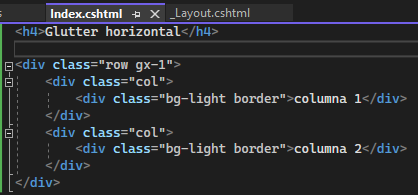 Index.cshtml
_Layout.cshtml
<h4>Glutter horizontal</h4>
<div class="row gx-1">
<div class="col">
<div class="bg-light border">columna 1</div>
</div>
<div class="col">
<div class="bg-light border">columna 2</div>
</div>
</div>